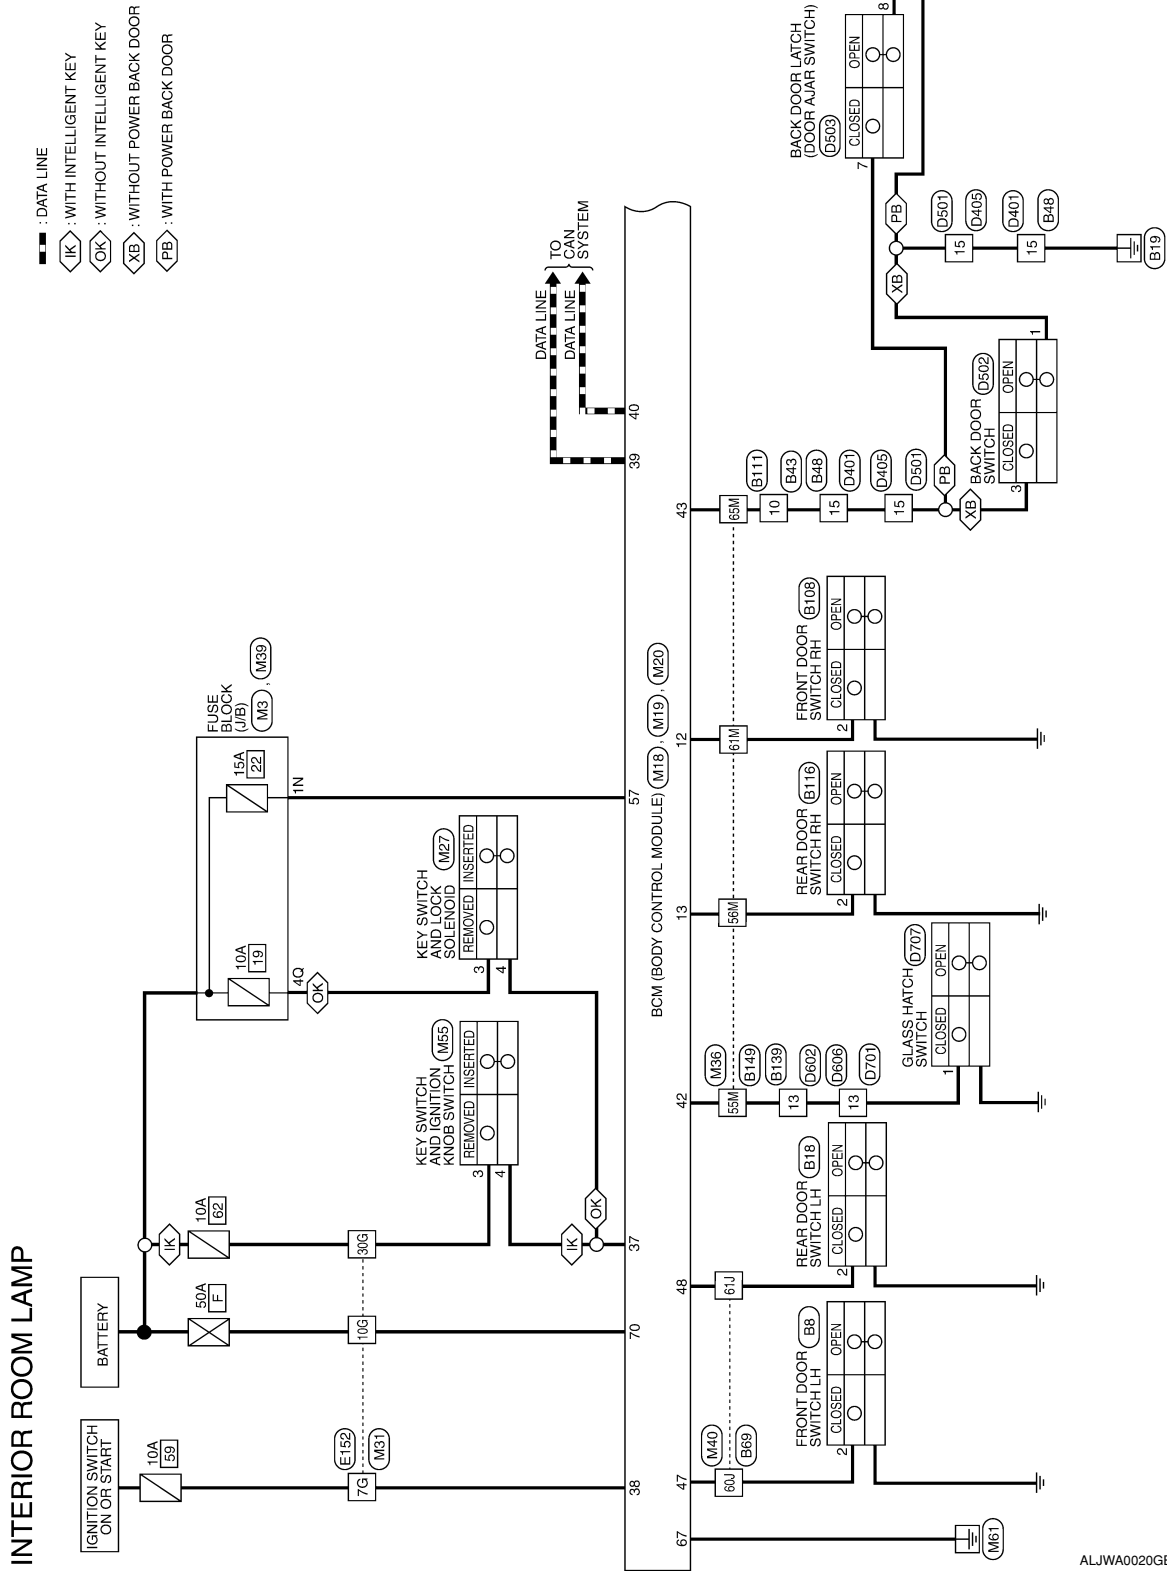 INTERIOR ROOM LAMP
: DATA LINE
IK : WITH INTELLIGENT KEY
OK : WITHOUT INTELLIGENT KEY
XB : WITHOUT POWER BACK DOOR
PB : WITH POWER BACK DOOR
IGNITION SWITCH
ON OR START
BATTERY
10A
59
50A
F
10A
62
IK
10A
19
15A
22
FUSE
BLOCK
(J/B)
M3 , M39
4Q
1N
OK
7G
E152
M31
10G
30G
KEY SWITCH
AND IGNITION
KNOB SWITCH
M55
REMOVED
INSERTED
3
4
KEY SWITCH
AND LOCK
SOLENOID
M27
REMOVED
INSERTED
3
4
IK
OK
DATA LINE
DATA LINE
TO
CAN
SYSTEM
38
70
37
57
39
40
BCM (BODY CONTROL MODULE) M18 , M19 , M20
67
47
48
42
13
12
43
M61
60J
M40
B69
61J
55M
M36
B149
13
B139
D602
13
D606
D701
56M
61M
65M
B111
10
B43
B48
15
D401
D405
15
D501
PB
XB
FRONT DOOR
SWITCH LH
B8
CLOSED
OPEN
2
REAR DOOR
SWITCH LH
B18
CLOSED
OPEN
2
GLASS HATCH
SWITCH
D707
CLOSED
OPEN
1
REAR DOOR
SWITCH RH
B116
CLOSED
OPEN
2
FRONT DOOR
SWITCH RH
B108
CLOSED
OPEN
2
BACK DOOR
SWITCH
D502
CLOSED
OPEN
3
1
XB
PB
15
D501
D405
15
D401
B48
B19
BACK DOOR LATCH
(DOOR AJAR SWITCH)
D503
CLOSED
OPEN
7
8